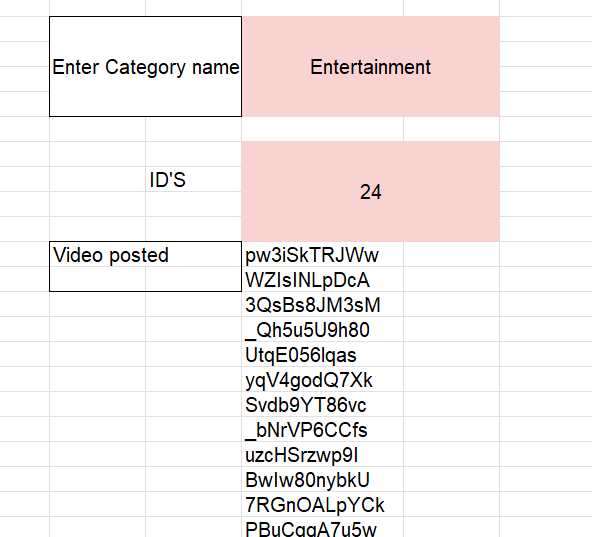 Enter Category name Entertainment
ID'S 24
Video posted pw3iSkTRJWw
WZIsINLpDcA
3QsBs8JM3sM
_Qh5u5U9h80
UtqE056lqas
yqV4godQ7Xk
Svdb9YT86vc
_bNrVP6CCfs
uzcHSrzwp9I
BwIw80nybkU
7RGnOALpYCk
PBuCgqA7u5w